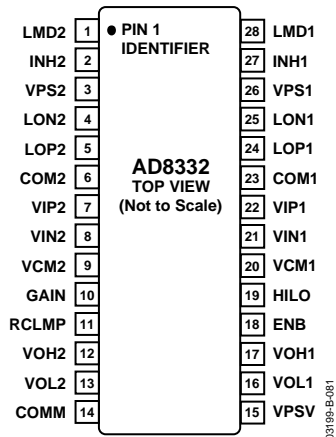 LMD2 1 ● PIN 1 28 LMD1
INH2 2 IDENTIFIER 27 INH1
VPS2 3 26 VPS1
LON2 4 25 LON1
LOP2 5 24 LOP1
COM2 6 AD8332 23 COM1
VIP2 7 TOP VIEW 22 VIP1
VIN2 8 (Not to Scale) 21 VIN1
VCM2 9 20 VCM1
GAIN 10 19 HILO
RCLMP 11 18 ENB
VOH2 12 17 VOH1
VOL2 13 16 VOL1
COMM 14 15 VPSV
03199-B-081